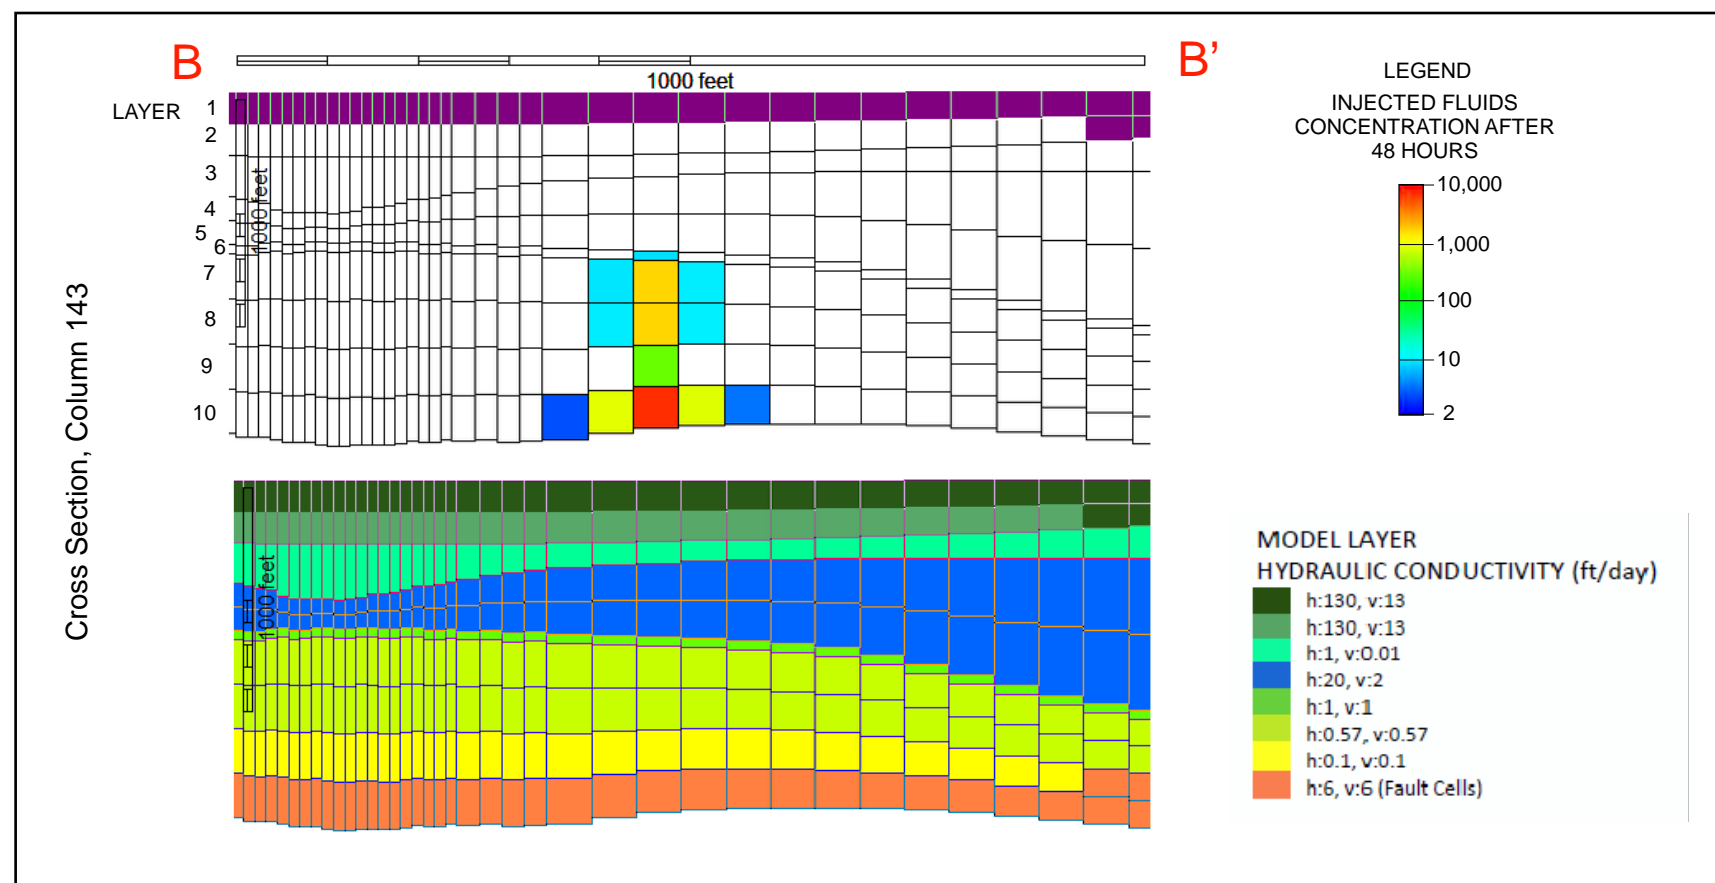 B
B’
1000 feet
LAYER
1
2
3
4
5
6
7
8
9
10
1000 feet
Cross Section, Column 143
LEGEND
INJECTED FLUIDS
CONCENTRATION AFTER
48 HOURS
10,000
1,000
100
10
2
1000 feet
MODEL LAYER
HYDRAULIC CONDUCTIVITY (ft/day)
h:130, v:13
h:130, v:13
h:1, v:0.01
h:20, v:2
h:1, v:1
h:0.57, v:0.57
h:0.1, v:0.1
h:6, v:6 (Fault Cells)